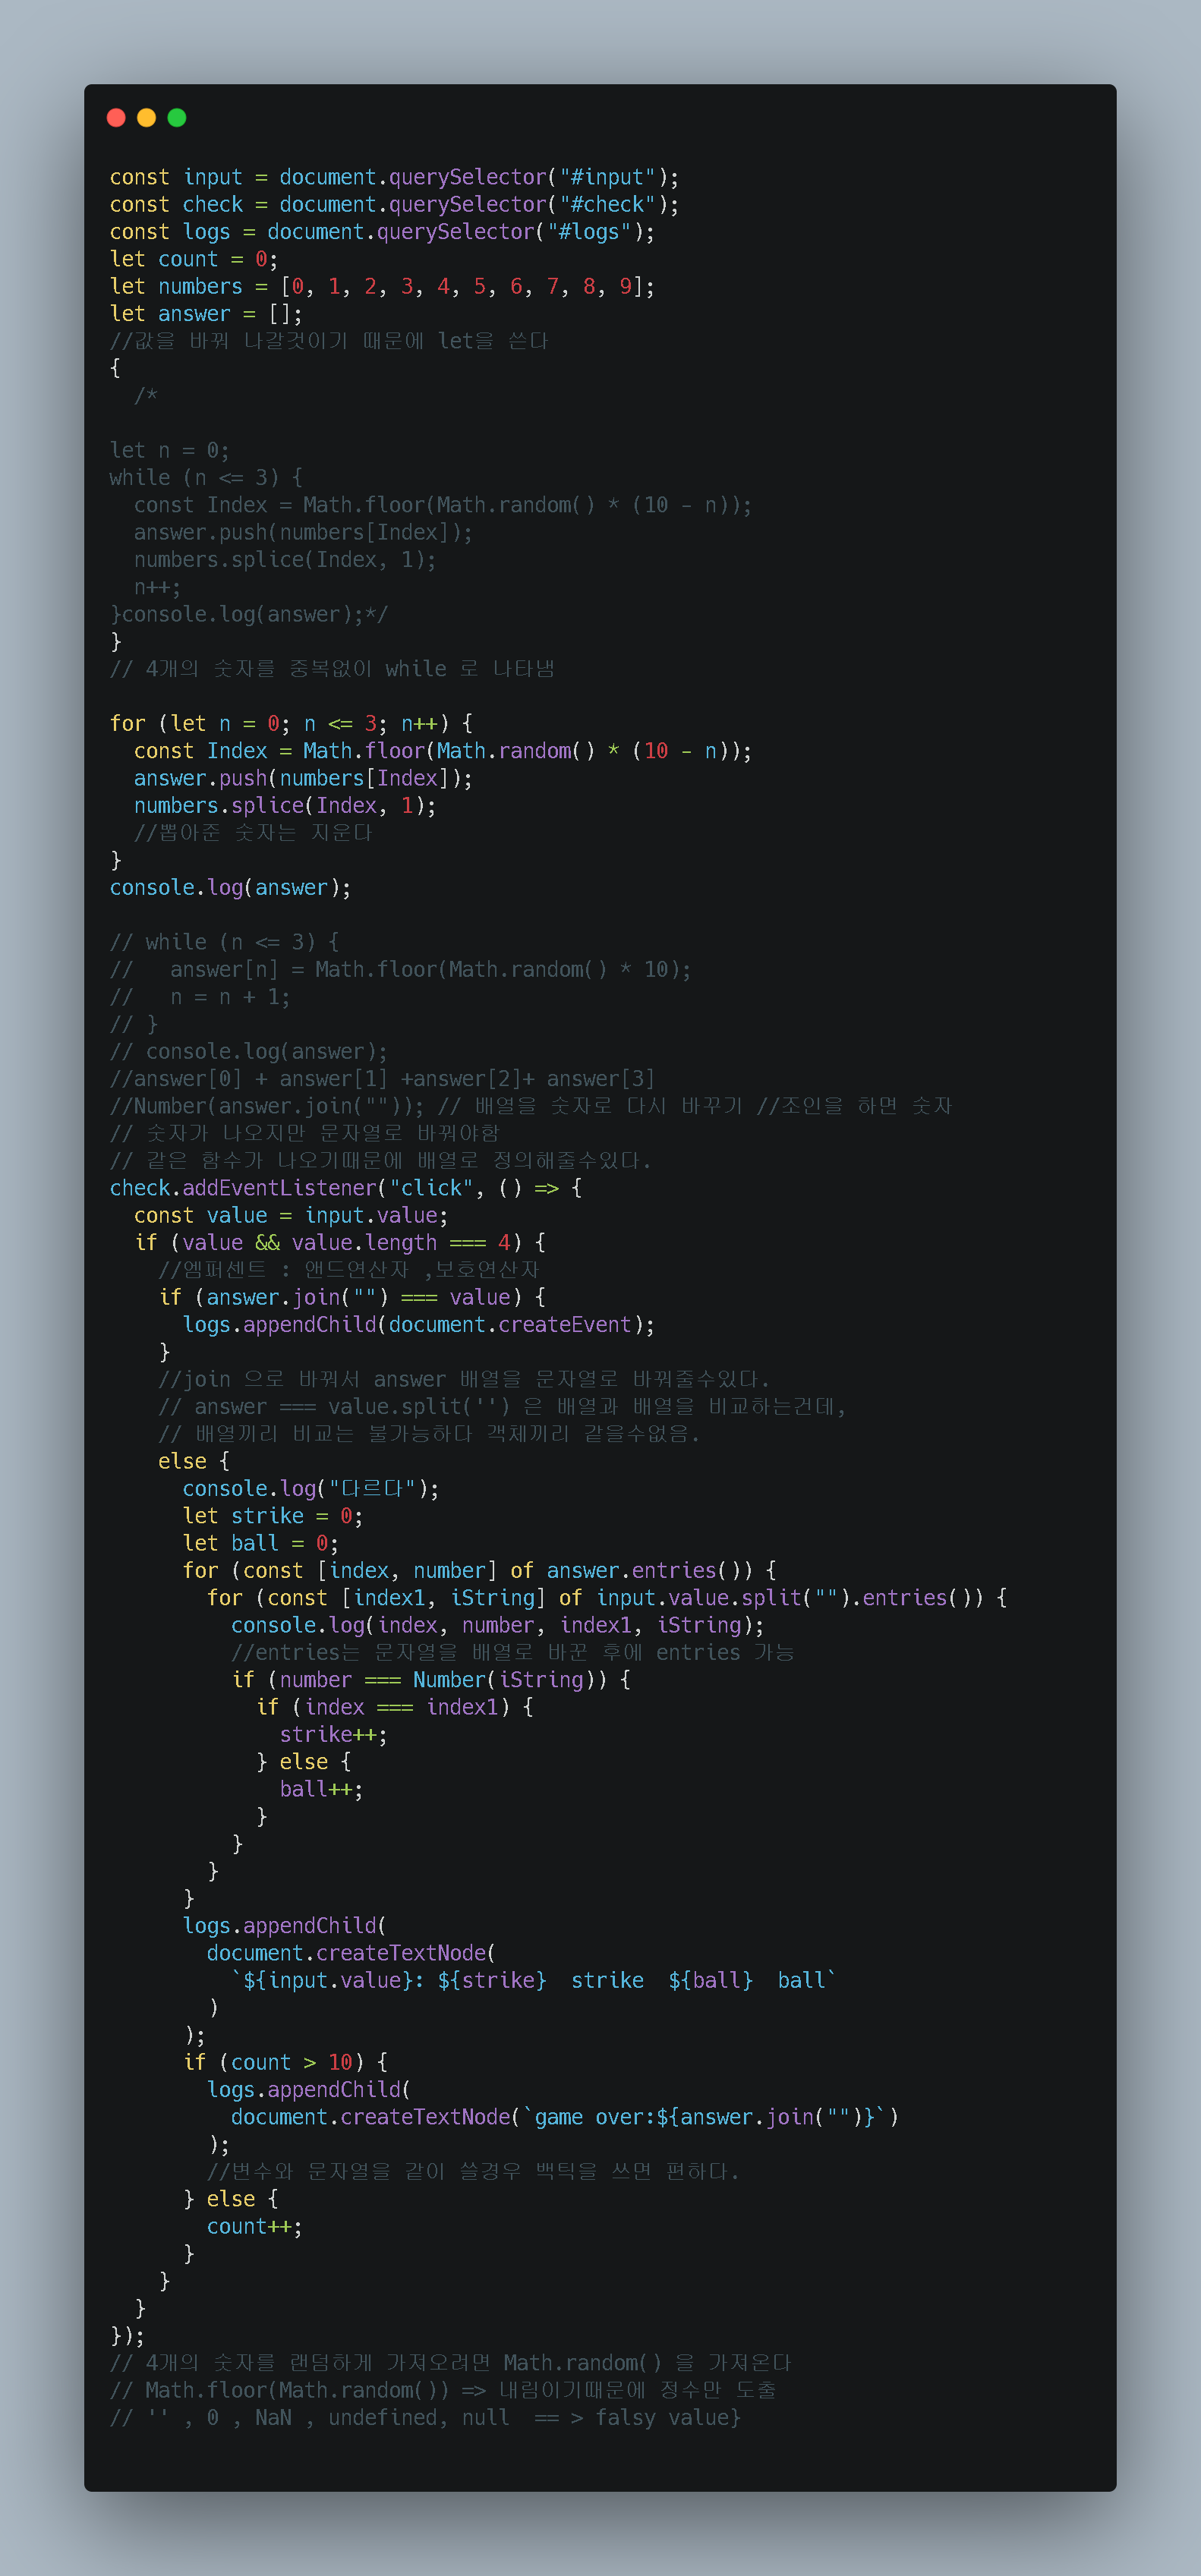 const input = document.querySelector("#input");
const check = document.querySelector("#check");
const logs = document.querySelector("#logs");
let count = 0;
let numbers = [0, 1, 2, 3, 4, 5, 6, 7, 8, 9];
let answer = [];
//값을 바꿔 나갈것이기 때문에 let을 쓴다
{
  /*

let n = 0;
while (n <= 3) {
  const Index = Math.floor(Math.random() * (10 - n));
  answer.push(numbers[Index]);
  numbers.splice(Index, 1);
  n++;
}console.log(answer);*/
}
// 4개의 숫자를 중복없이 while 로 나타냄

for (let n = 0; n <= 3; n++) {
  const Index = Math.floor(Math.random() * (10 - n));
  answer.push(numbers[Index]);
  numbers.splice(Index, 1);
  //뽑아준 숫자는 지운다
}
console.log(answer);

// while (n <= 3) {
//   answer[n] = Math.floor(Math.random() * 10);
//   n = n + 1;
// }
// console.log(answer);
//answer[0] + answer[1] +answer[2]+ answer[3]
//Number(answer.join("")); // 배열을 숫자로 다시 바꾸기 //조인을 하면 숫자
// 숫자가 나오지만 문자열로 바꿔야함
// 같은 함수가 나오기때문에 배열로 정의해줄수있다.
check.addEventListener("click", () => {
  const value = input.value;
  if (value && value.length === 4) {
    //엠퍼센트 : 앤드연산자 ,보호연산자
    if (answer.join("") === value) {
      logs.appendChild(document.createEvent);
    }
    //join 으로 바꿔서 answer 배열을 문자열로 바꿔줄수있다.
    // answer === value.split('') 은 배열과 배열을 비교하는건데,
    // 배열끼리 비교는 불가능하다 객체끼리 같을수없음.
    else {
      console.log("다르다");
      let strike = 0;
      let ball = 0;
      for (const [index, number] of answer.entries()) {
        for (const [index1, iString] of input.value.split("").entries()) {
          console.log(index, number, index1, iString);
          //entries는 문자열을 배열로 바꾼 후에 entries 가능
          if (number === Number(iString)) {
            if (index === index1) {
              strike++;
            } else {
              ball++;
            }
          }
        }
      }
      logs.appendChild(
        document.createTextNode(
          `${input.value}: ${strike}  strike  ${ball}  ball`
        )
      );
      if (count > 10) {
        logs.appendChild(
          document.createTextNode(`game over:${answer.join("")}`)
        );
        //변수와 문자열을 같이 쓸경우 백틱을 쓰면 편하다.
      } else {
        count++;
      }
    }
  }
});
// 4개의 숫자를 랜덤하게 가져오려면 Math.random() 을 가져온다
// Math.floor(Math.random()) => 내림이기때문에 정수만 도출
// '' , 0 , NaN , undefined, null  == > falsy value}